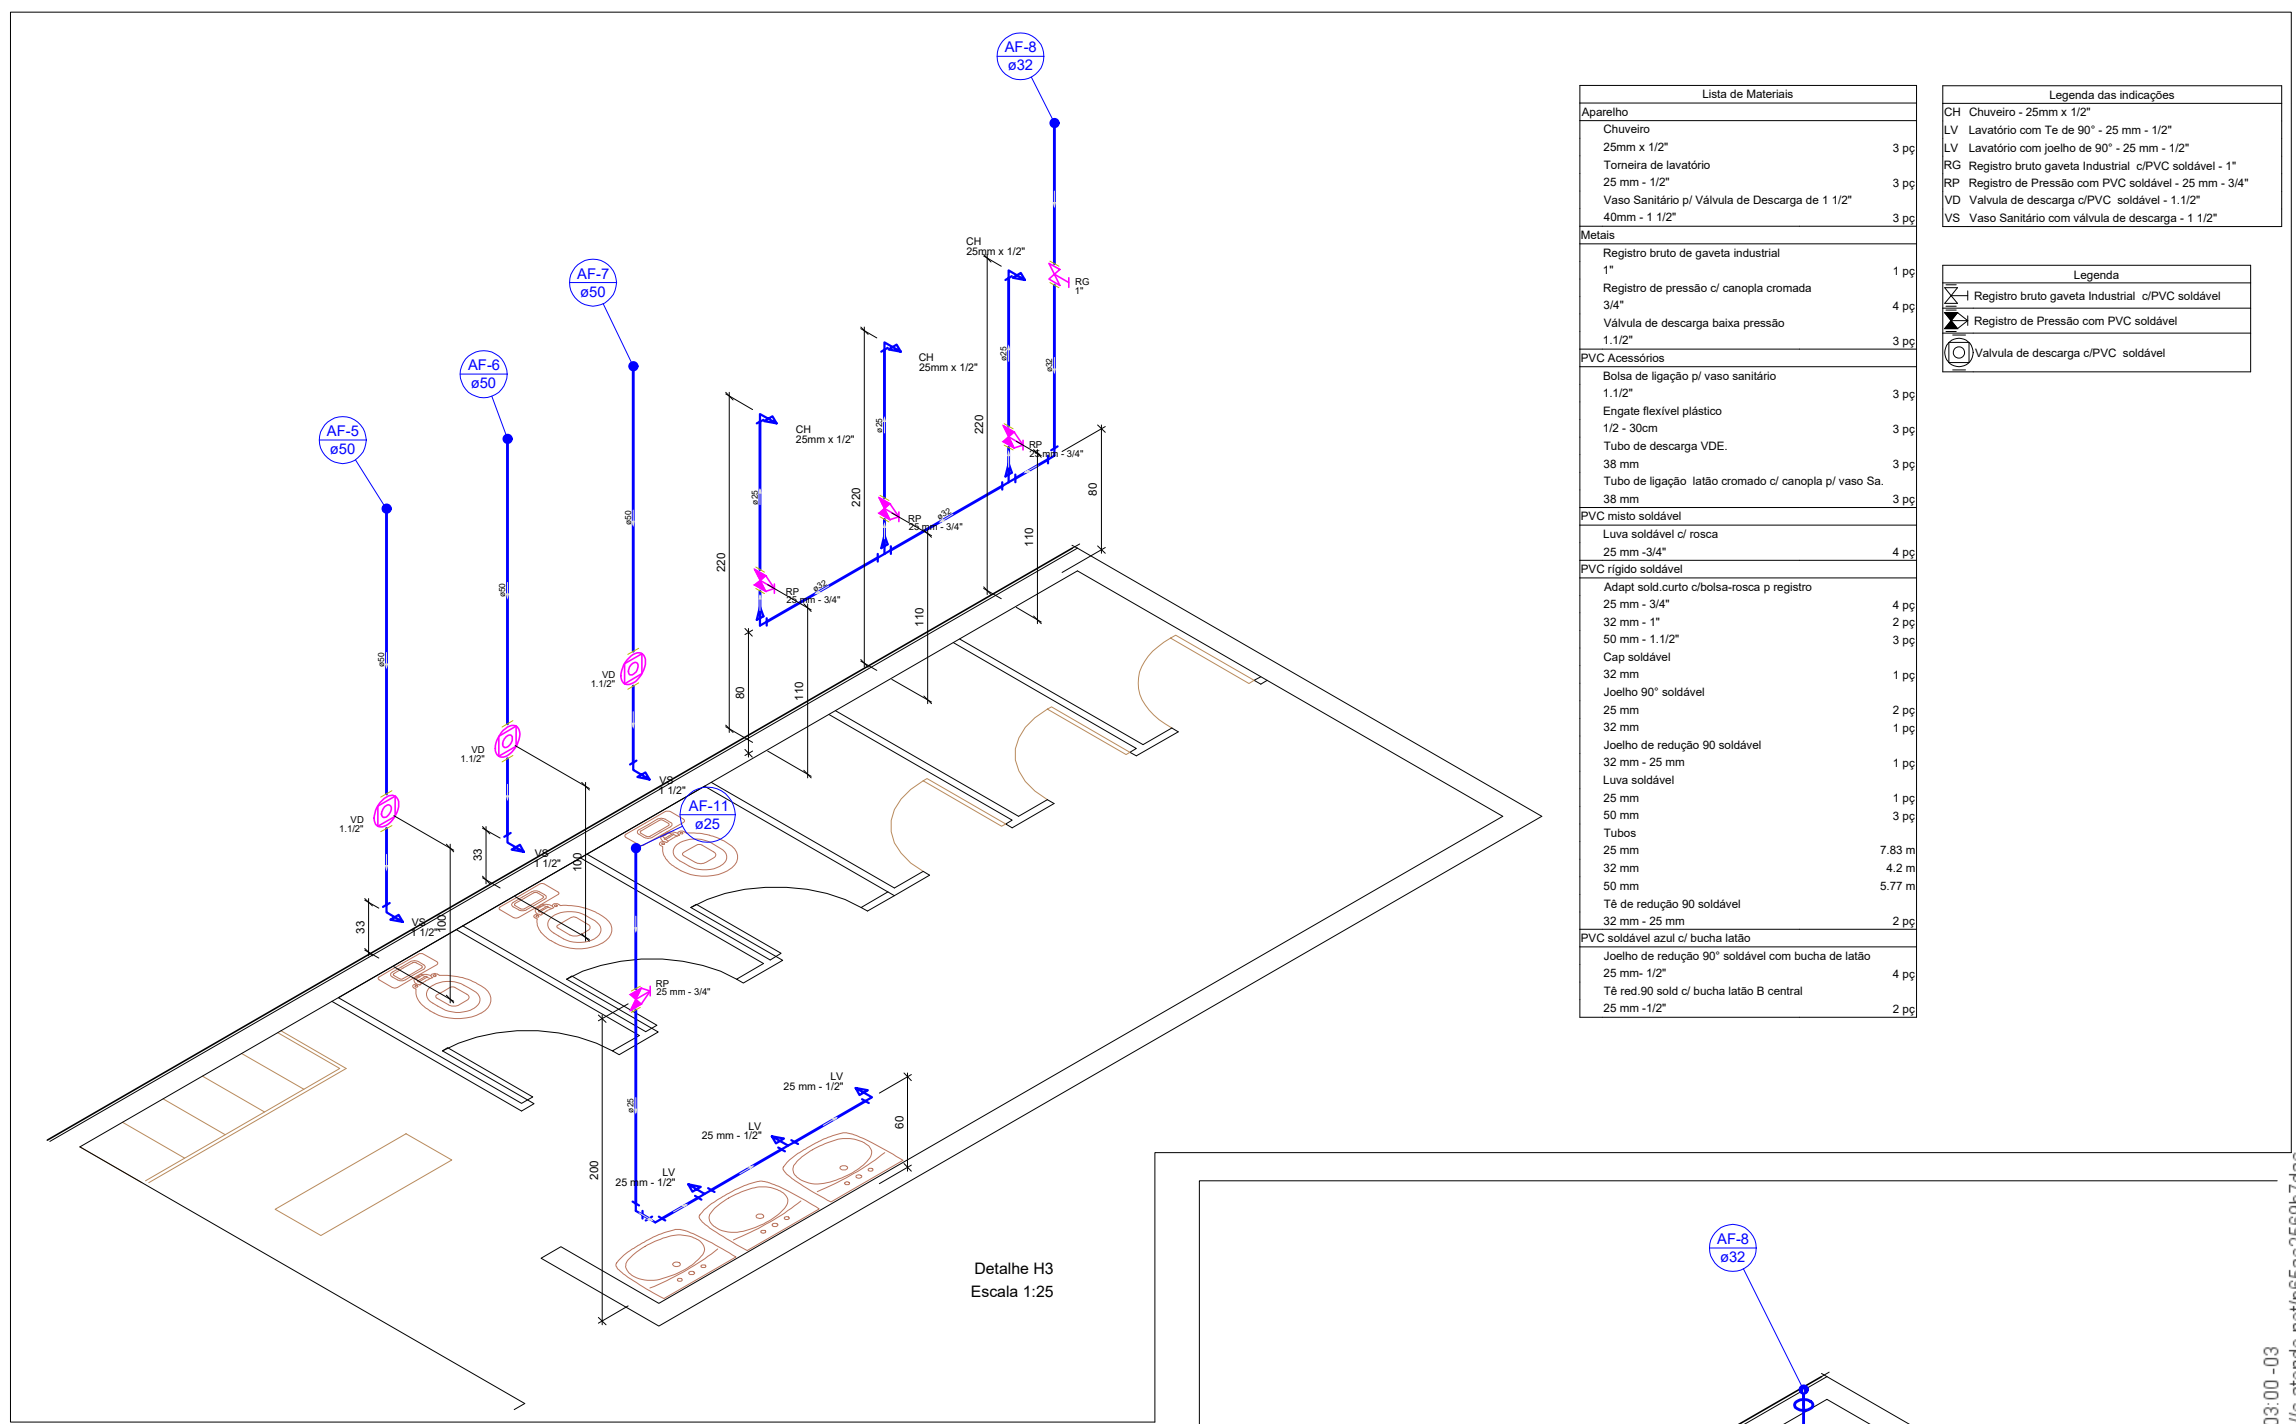 AF-8
ø32
AF-7
ø50
AF-6
ø50
AF-5
ø50
AF-11
ø25
CH
25mm x 1/2"
RG
1"
CH
25mm x 1/2"
CH
25mm x 1/2"
ø25
ø32
ø25
ø25
ø50
ø50
ø50
ø25
ø32
ø32
RP
25 mm - 3/4"
RP
25 mm - 3/4"
RP
25 mm - 3/4"
RP
25 mm - 3/4"
220
220
220
80
80
110
110
110
VD
1.1/2"
VD
1.1/2"
VD
1.1/2"
VS
1 1/2"
VS
1 1/2"
VS
1 1/2"
33
33
100
100
200
60
LV
25 mm - 1/2"
LV
25 mm - 1/2"
LV
25 mm - 1/2"
Detalhe H3
Escala 1:25
Lista de Materiais
Aparelho
Chuveiro
25mm x 1/2" 3 pç
Torneira de lavatório
25 mm - 1/2" 3 pç
Vaso Sanitário p/ Válvula de Descarga de 1 1/2"
40mm - 1 1/2" 3 pç
Metais
Registro bruto de gaveta industrial
1" 1 pç
Registro de pressão c/ canopla cromada
3/4" 4 pç
Válvula de descarga baixa pressão
1.1/2" 3 pç
PVC Acessórios
Bolsa de ligação p/ vaso sanitário
1.1/2" 3 pç
Engate flexível plástico
1/2 - 30cm 3 pç
Tubo de descarga VDE.
38 mm 3 pç
Tubo de ligação latão cromado c/ canopla p/ vaso Sa.
38 mm 3 pç
PVC misto soldável
Luva soldável c/ rosca
25 mm -3/4" 4 pç
PVC rígido soldável
Adapt sold.curto c/bolsa-rosca p registro
25 mm - 3/4" 4 pç
32 mm - 1" 2 pç
50 mm - 1.1/2" 3 pç
Cap soldável
32 mm 1 pç
Joelho 90° soldável
25 mm 2 pç
32 mm 1 pç
Joelho de redução 90 soldável
32 mm - 25 mm 1 pç
Luva soldável
25 mm 1 pç
50 mm 3 pç
Tubos
25 mm 7.83 m
32 mm 4.2 m
50 mm 5.77 m
Tê de redução 90 soldável
32 mm - 25 mm 2 pç
PVC soldável azul c/ bucha latão
Joelho de redução 90° soldável com bucha de latão
25 mm- 1/2" 4 pç
Tê red.90 sold c/ bucha latão B central
25 mm -1/2" 2 pç
Legenda das indicações
CH Chuveiro - 25mm x 1/2"
LV Lavatório com Te de 90° - 25 mm - 1/2"
LV Lavatório com joelho de 90° - 25 mm - 1/2"
RG Registro bruto gaveta Industrial c/PVC soldável - 1"
RP Registro de Pressão com PVC soldável - 25 mm - 3/4"
VD Valvula de descarga c/PVC soldável - 1.1/2"
VS Vaso Sanitário com válvula de descarga - 1 1/2"
Legenda
Registro bruto gaveta Industrial c/PVC soldável
Registro de Pressão com PVC soldável
Valvula de descarga c/PVC soldável
AF-8
ø32
03:00 -03